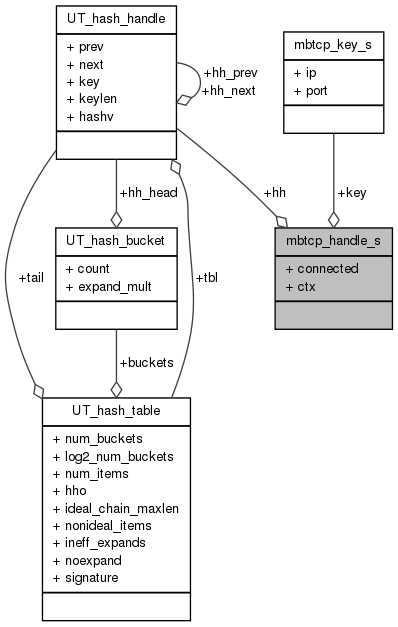 UT_hash_handle
+ prev
+ next
+ key
+ keylen
+ hashv
+hh_prev
+hh_next
mbtcp_key_s
+ ip
+ port
+hh_head
+hh
+key
UT_hash_bucket
+ count
+ expand_mult
mbtcp_handle_s
+ connected
+ ctx
+tail
+tbl
+buckets
UT_hash_table
+ num_buckets
+ log2_num_buckets
+ num_items
+ hho
+ ideal_chain_maxlen
+ nonideal_items
+ ineff_expands
+ noexpand
+ signature